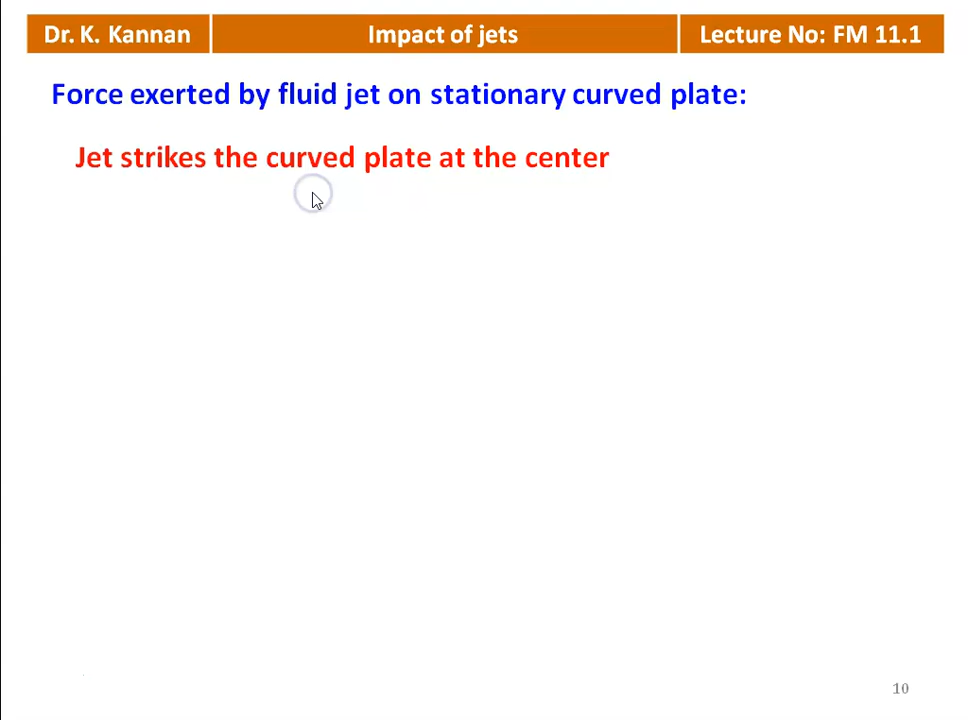 Dr. K. Kannan Impact of jets Lecture No: FM 11.1
Force exerted by fluid jet on stationary curved plate:
Jet strikes the curved plate at the center
10